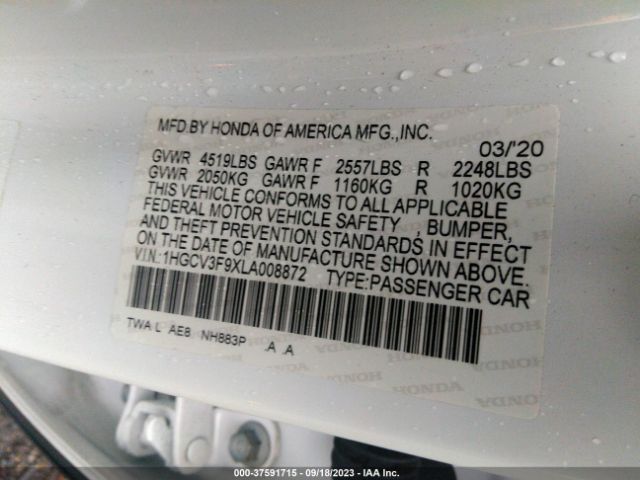 MFD.BY HONDA OF AMERICA MFG.,INC.
03/'20
GVWR 4519LBS GAWR F 2557LBS R 2248LBS
GVWR 2050KG GAWR F 1160KG R 1020KG
THIS VEHICLE CONFORMS TO ALL APPLICABLE
FEDERAL MOTOR VEHICLE SAFETY , BUMPER,
AND THEFT PREVENTION STANDARDS IN EFFECT
ON THE DATE OF MANUFACTURE SHOWN ABOVE.
V.I.N.:1HGCV3F9XLA008872 TYPE:PASSENGER CAR
TWA L AE8 NH883P .A .A
HONDA
HONDA
HONDA
000-37591715 - 09/18/2023 - IAA Inc.